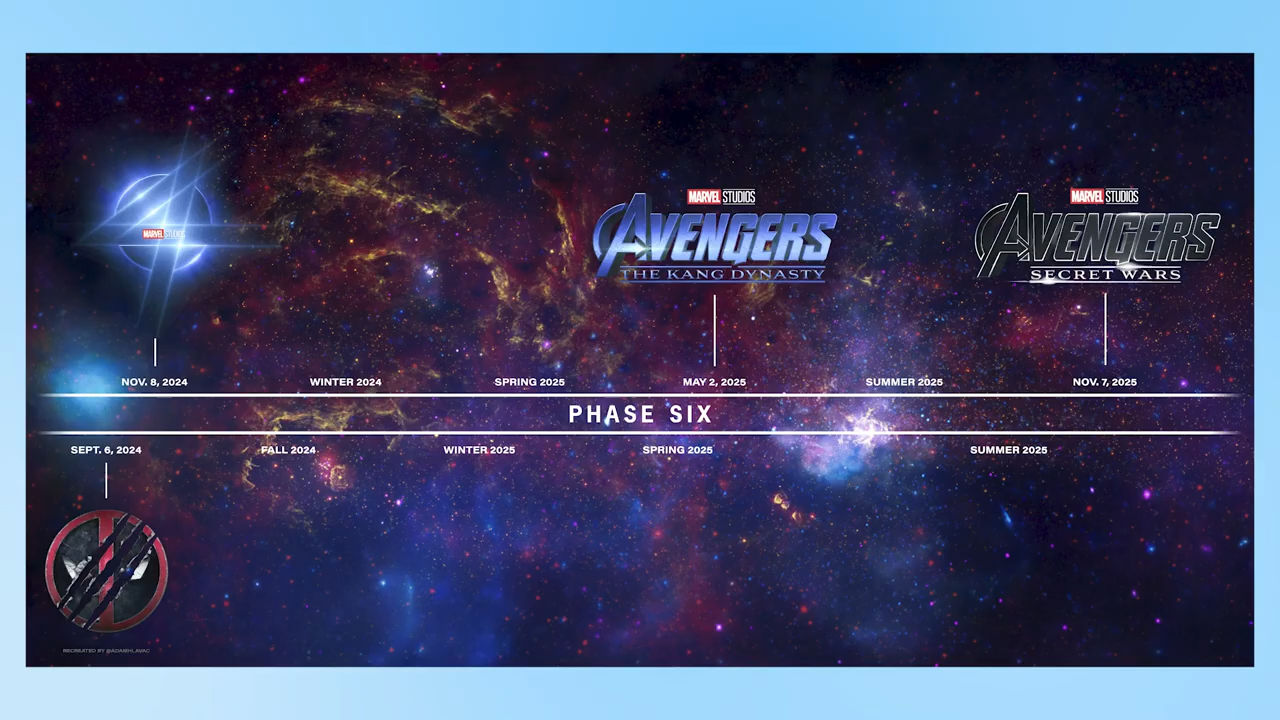 MARVEL STUDIOS
MARVEL STUDIOS
AVENGERS
THE KANG DYNASTY
MARVEL STUDIOS
AVENGERS
SECRET WARS
NOV. 8, 2024
WINTER 2024
SPRING 2025
MAY 2, 2025
SUMMER 2025
NOV. 7, 2025
PHASE SIX
SEPT. 6, 2024
FALL 2024
WINTER 2025
SPRING 2025
SUMMER 2025